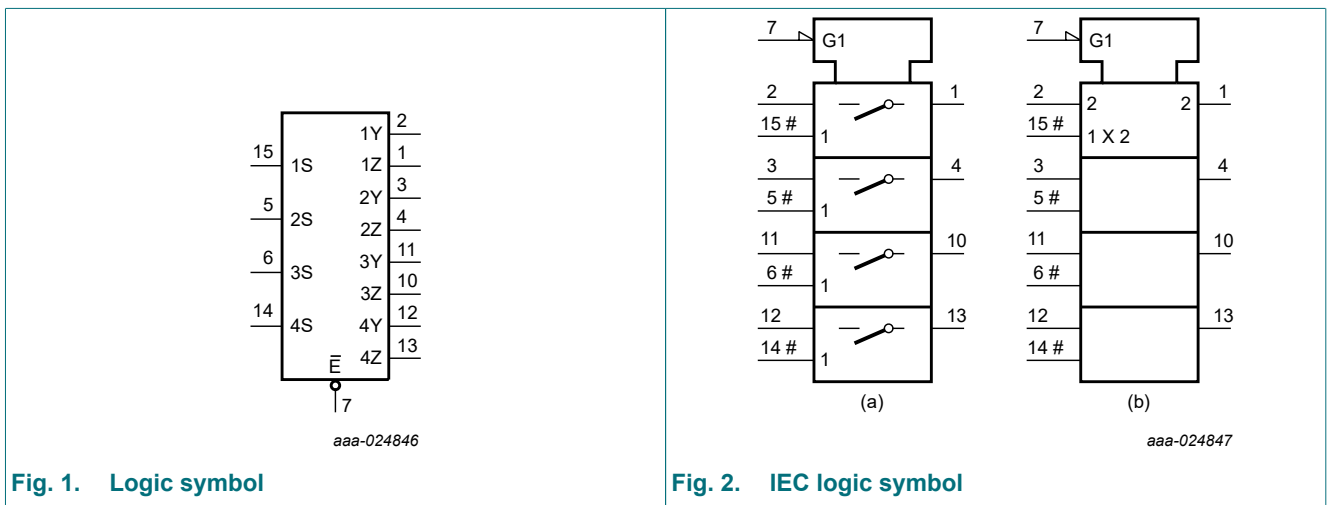 1Y 2
15 1S 1Z 1
2Y 3
5 2S 2Z 4
3Y 11
6 3S 3Z 10
14 4S 4Y 12
4Z 13
E̅
7
aaa-024846
Fig. 1. Logic symbol
7 G1
2 1
15 # 1
3 4
5 # 1
11 10
6 # 1
12 13
14 # 1
(a)
7 G1
2 2 2 1
15 # 1 X 2
3 4
5 #
11 10
6 #
12 13
14 #
(b)
aaa-024847
Fig. 2. IEC logic symbol